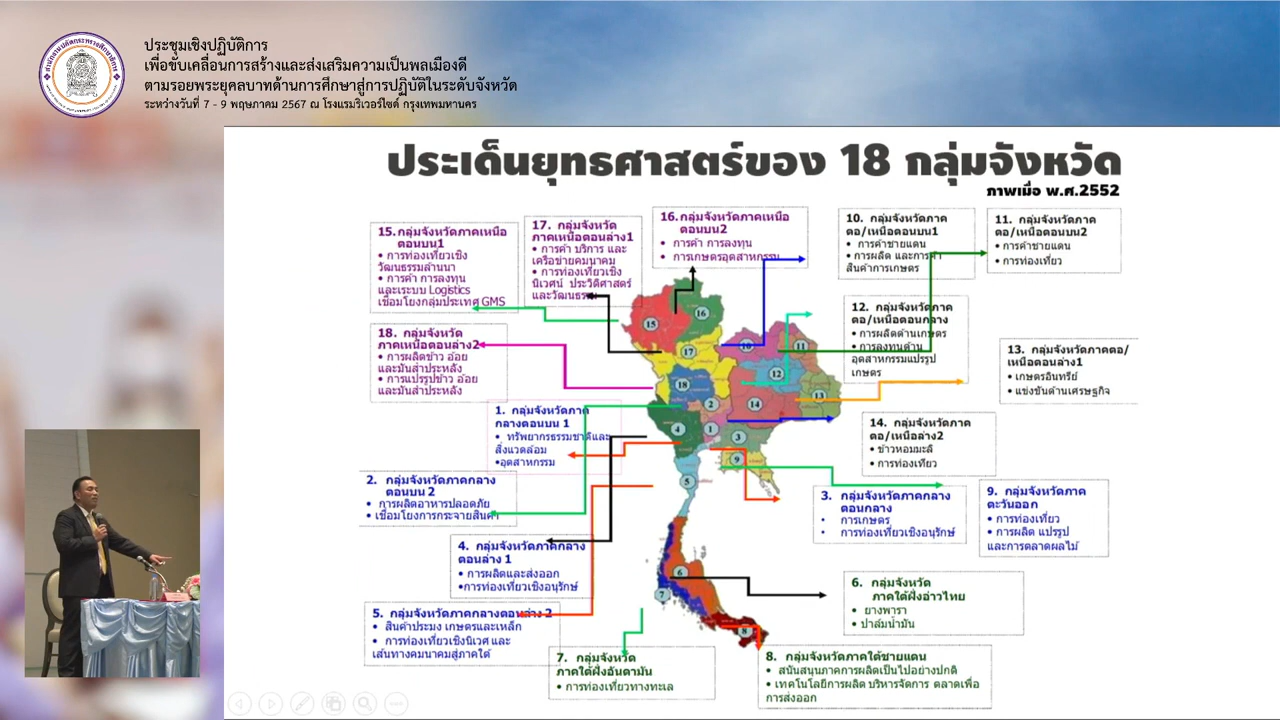 ประชุมเชิงปฏิบัติการ
เพื่อขับเคลื่อนการสร้างและส่งเสริมความเป็นพลเมืองดี
ตามรอยพระยุคลบาทด้านการศึกษาสู่การปฏิบัติในระดับจังหวัด
ระหว่างวันที่ 7 - 9 พฤษภาคม 2567 ณ โรงแรมริเวอร์ไซด์ กรุงเทพมหานคร
ประเด็นยุทธศาสตร์ของ 18 กลุ่มจังหวัด
ภาพเมื่อ พ.ศ.2552
15. กลุ่มจังหวัดภาคเหนือ
ตอนบน1
• การท่องเที่ยวเชิง
วัฒนธรรมล้านนา
• การค้า การลงทุน
และระบบ Logistics
เชื่อมโยงกลุ่มประเทศ GMS
17. กลุ่มจังหวัด
ภาคเหนือตอนล่าง1
• การค้า บริการ และ
เครือข่ายคมนาคม
• การท่องเที่ยวเชิง
นิเวศน์ ประวัติศาสตร์
และวัฒนธรรม
16. กลุ่มจังหวัดภาคเหนือ
ตอนบน2
• การค้า การลงทุน
• การเกษตรอุตสาหกรรม
10. กลุ่มจังหวัดภาค
ตอ/เหนือตอนบน1
• การค้าชายแดน
• การผลิต และการค้า
สินค้าการเกษตร
11. กลุ่มจังหวัดภาค
ตอ/เหนือตอนบน2
• การค้าชายแดน
• การท่องเที่ยว
18. กลุ่มจังหวัด
ภาคเหนือตอนล่าง2
• การผลิตข้าว อ้อย
และมันสำปะหลัง
• การแปรรูปข้าว อ้อย
และมันสำปะหลัง
12. กลุ่มจังหวัดภาค
ตอ/เหนือตอนกลาง
• การผลิตด้านเกษตร
• การลงทุนด้าน
อุตสาหกรรมแปรรูป
เกษตร
13. กลุ่มจังหวัดภาคตอ/
เหนือตอนล่าง1
• เกษตรอินทรีย์
• แข่งขันด้านเศรษฐกิจ
1. กลุ่มจังหวัดภาค
กลางตอนบน 1
• ทรัพยากรธรรมชาติและ
สิ่งแวดล้อม
•อุตสาหกรรม
14. กลุ่มจังหวัดภาค
ตอ/เหนือล่าง2
• ข้าวหอมมะลิ
• การท่องเที่ยว
2. กลุ่มจังหวัดภาคกลาง
ตอนบน 2
• การผลิตอาหารปลอดภัย
• เชื่อมโยงการกระจายสินค้า
3. กลุ่มจังหวัดภาคกลาง
ตอนกลาง
• การเกษตร
• การท่องเที่ยวเชิงอนุรักษ์
9. กลุ่มจังหวัดภาค
ตะวันออก
• การท่องเที่ยว
• การผลิต แปรรูป
และการตลาดผลไม้
4. กลุ่มจังหวัดภาคกลาง
ตอนล่าง 1
• การผลิตและส่งออก
•การท่องเที่ยวเชิงอนุรักษ์
5. กลุ่มจังหวัดภาคกลางตอนล่าง 2
• สินค้าประมง เกษตรและเหล็ก
• การท่องเที่ยวเชิงนิเวศ และ
เส้นทางคมนาคมสู่ภาคใต้
6. กลุ่มจังหวัด
ภาคใต้ฝั่งอ่าวไทย
• ยางพารา
• ปาล์มน้ำมัน
7. กลุ่มจังหวัด
ภาคใต้ฝั่งอันดามัน
• การท่องเที่ยวทางทะเล
8. กลุ่มจังหวัดภาคใต้ชายแดน
• สนับสนุนภาคการผลิตเป็นไปอย่างปกติ
• เทคโนโลยีการผลิต บริหารจัดการ ตลาดเพื่อ
การส่งออก
15
16
17
10
11
18
12
13
2
14
4
1
3
9
5
6
7
8